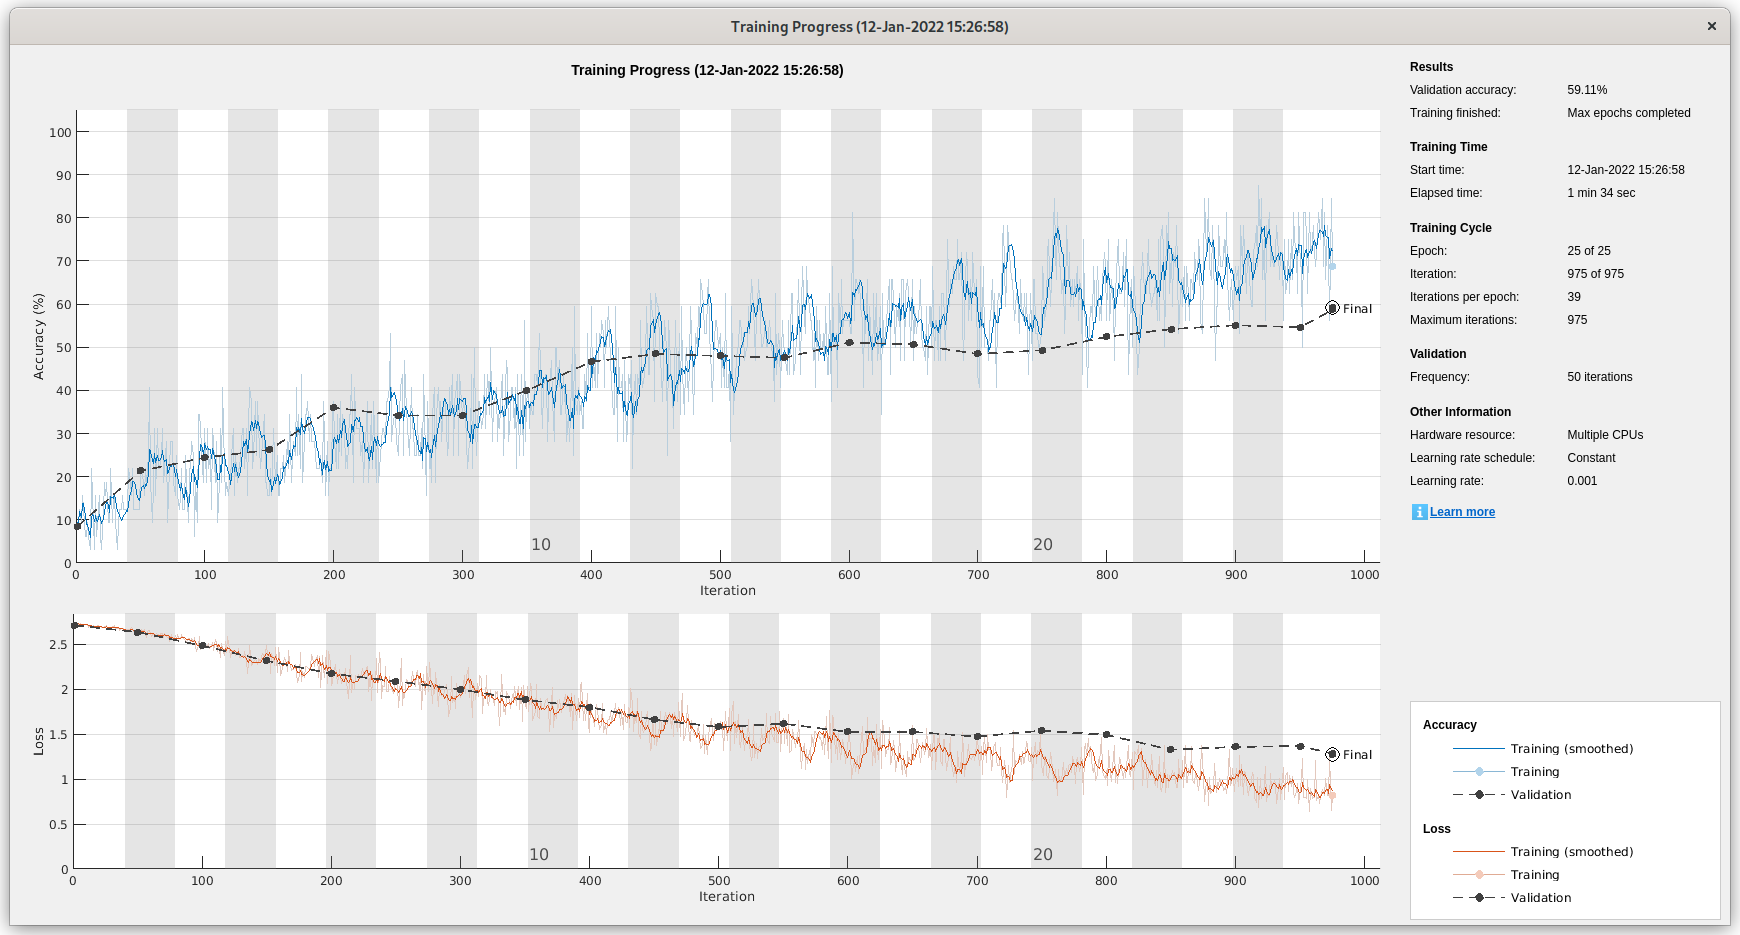 Training Progress (12-Jan-2022 15:26:58)
×
Training Progress (12-Jan-2022 15:26:58)
100
90
80
70
60
50
40
30
20
10
0
Accuracy (%)
10
20
Final
0 100 200 300 400 500 600 700 800 900 1000
Iteration
2.5
2
1.5
1
0.5
0
Loss
10
20
Final
0 100 200 300 400 500 600 700 800 900 1000
Iteration
Results
Validation accuracy: 59.11%
Training finished: Max epochs completed
Training Time
Start time: 12-Jan-2022 15:26:58
Elapsed time: 1 min 34 sec
Training Cycle
Epoch: 25 of 25
Iteration: 975 of 975
Iterations per epoch: 39
Maximum iterations: 975
Validation
Frequency: 50 iterations
Other Information
Hardware resource: Multiple CPUs
Learning rate schedule: Constant
Learning rate: 0.001
i Learn more
Accuracy
Training (smoothed)
Training
Validation
Loss
Training (smoothed)
Training
Validation